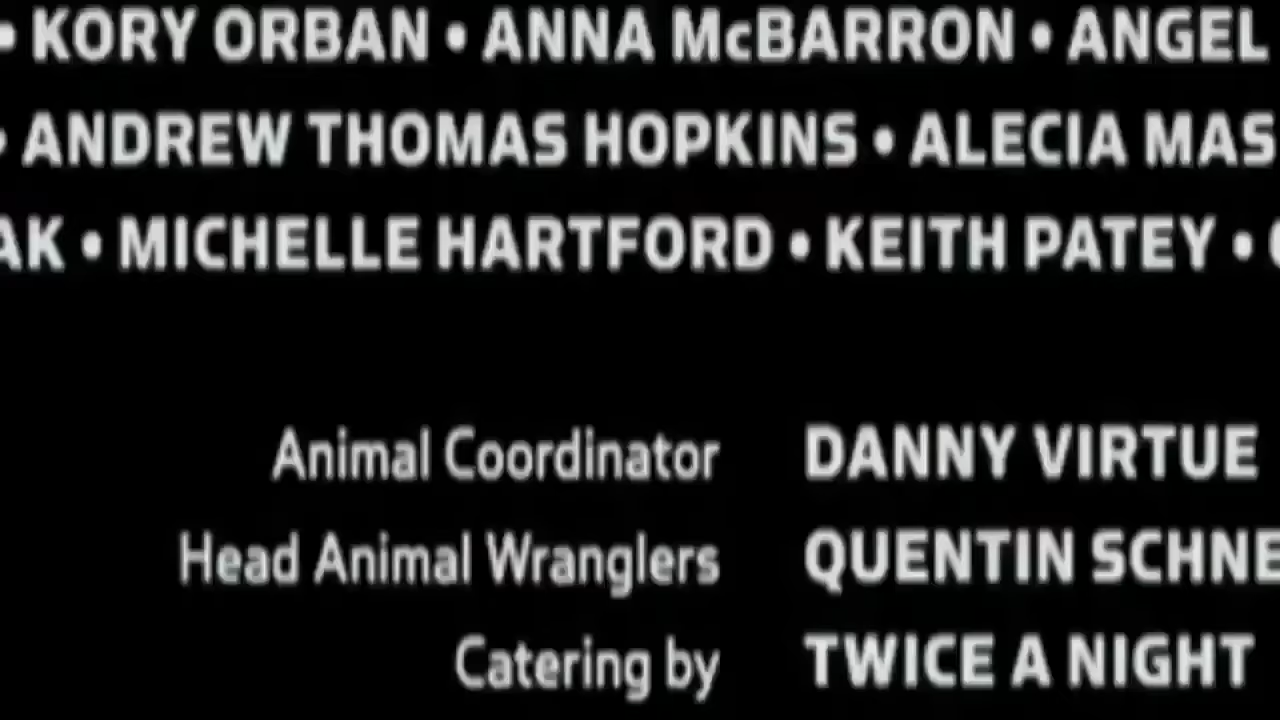 • KORY ORBAN • ANNA McBARRON • ANGEL
• ANDREW THOMAS HOPKINS • ALECIA MAS
AK • MICHELLE HARTFORD • KEITH PATEY •
Animal Coordinator DANNY VIRTUE
Head Animal Wranglers QUENTIN SCHNE
Catering by TWICE A NIGHT